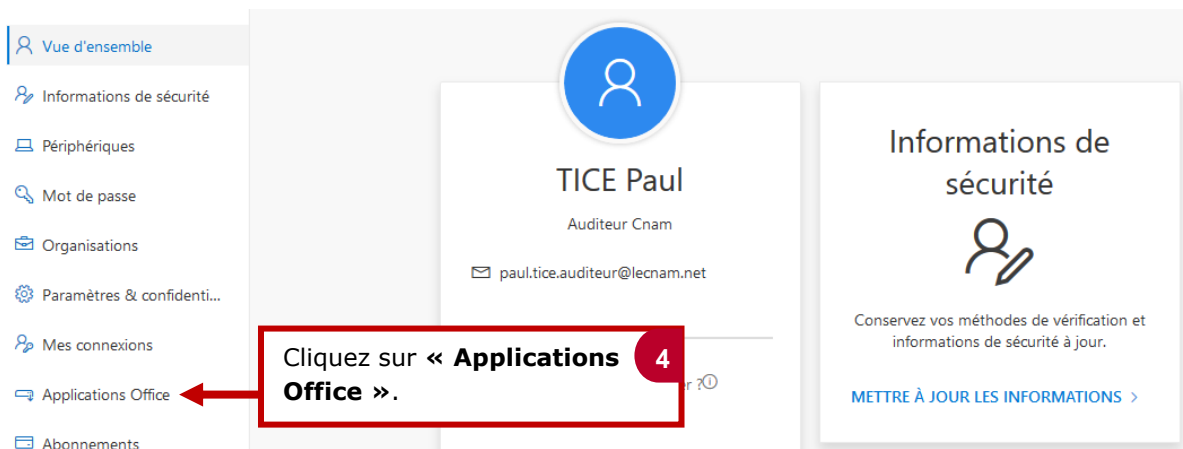 Vue d'ensemble
Informations de sécurité
Périphériques
Mot de passe
Organisations
Paramètres & confidenti...
Mes connexions
Applications Office
Abonnements
TICE Paul
Auditeur Cnam
paul.tice.auditeur@lecnam.net
Cliquez sur « Applications
Office ».
4
?
Informations de
sécurité
Conservez vos méthodes de vérification et
informations de sécurité à jour.
METTRE À JOUR LES INFORMATIONS >